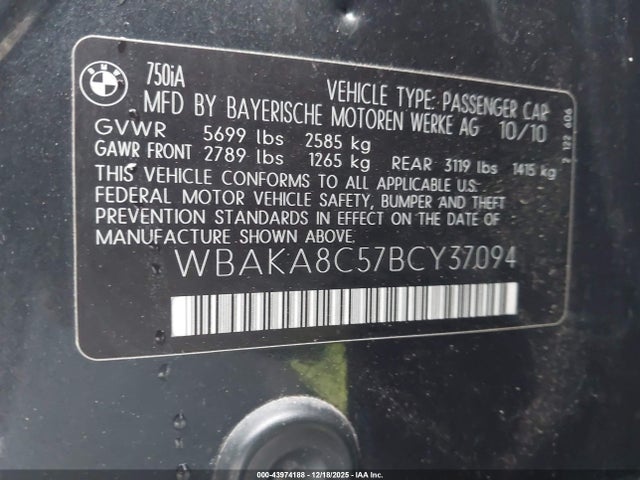 BMW
750iA
VEHICLE TYPE: PASSENGER CAR
MFD BY BAYERISCHE MOTOREN WERKE AG 10/10
GVWR 5699 lbs 2585 kg
GAWR FRONT 2789 lbs 1265 kg REAR 3119 lbs 1415 kg
THIS VEHICLE CONFORMS TO ALL APPLICABLE U.S.
FEDERAL MOTOR VEHICLE SAFETY, BUMPER AND THEFT
PREVENTION STANDARDS IN EFFECT ON THE DATE OF
MANUFACTURE SHOWN ABOVE.
WBAKA8C57BCY37094
2 122 606
000-43974188 - 12/18/2025 - IAA Inc.